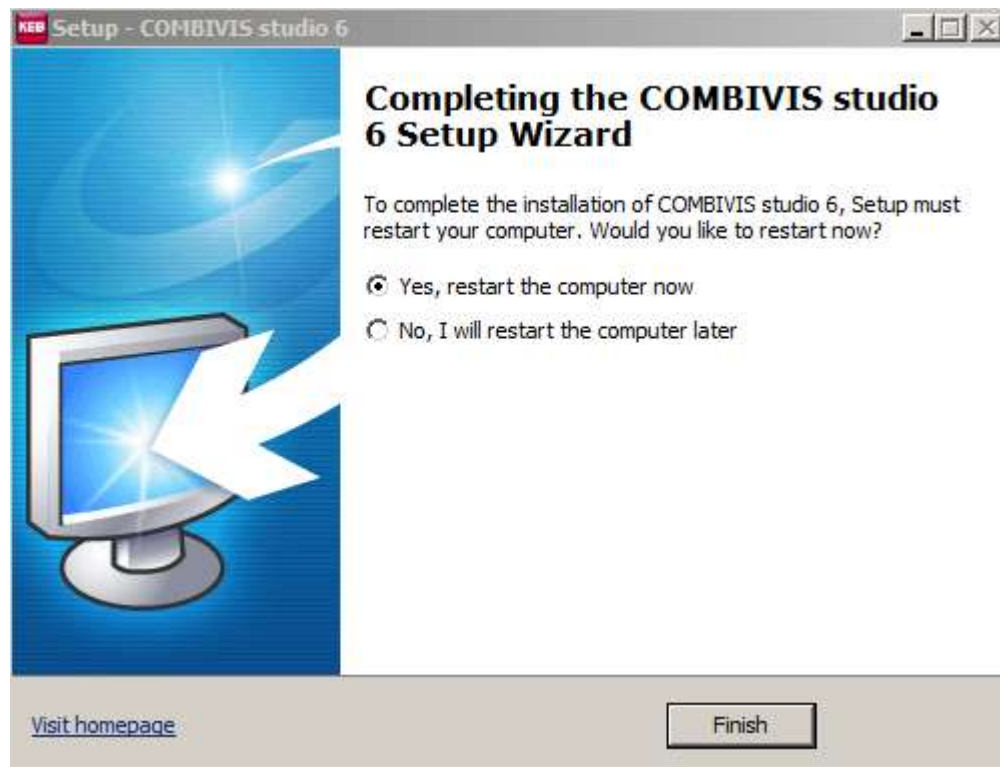 KEB Setup - COMBIVIS studio 6
Completing the COMBIVIS studio
6 Setup Wizard
To complete the installation of COMBIVIS studio 6, Setup must
restart your computer. Would you like to restart now?
Yes, restart the computer now
No, I will restart the computer later
Visit homepage
Finish